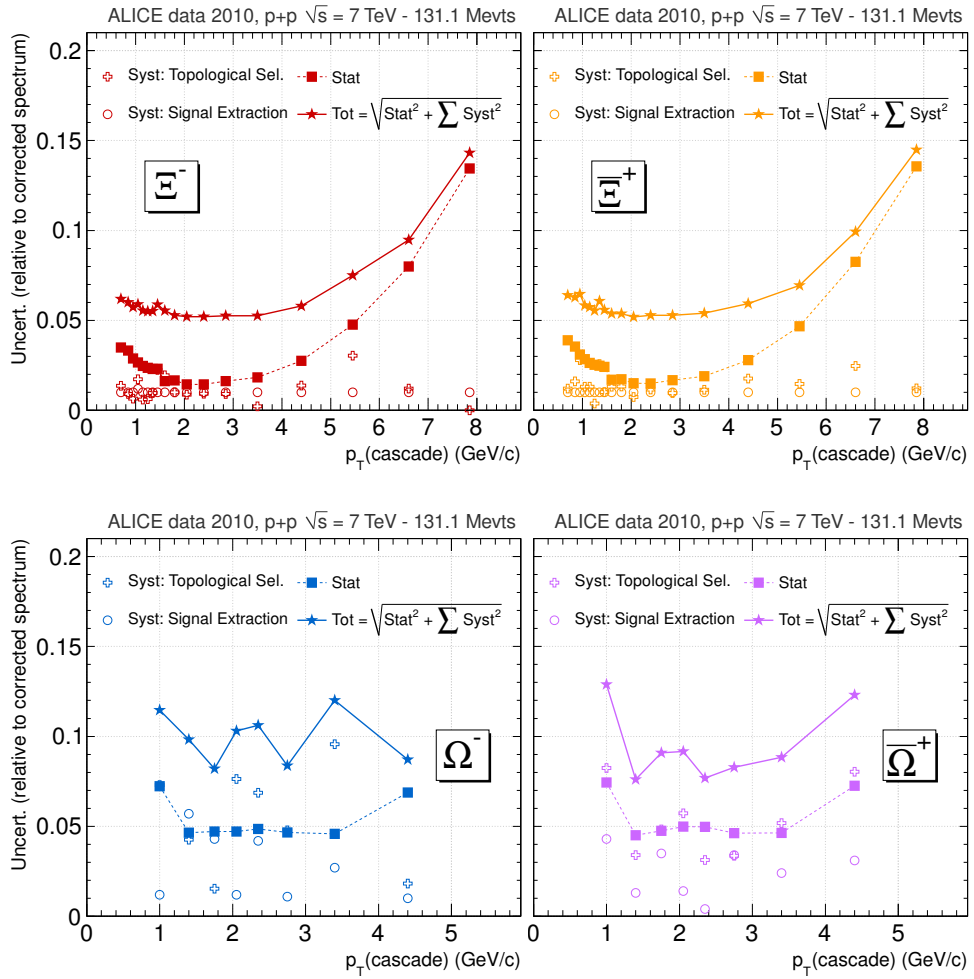 ALICE data 2010, p+p √s = 7 TeV - 131.1 Mevts
Uncert. (relative to corrected spectrum)
0.2
Syst: Topological Sel.
Stat
Syst: Signal Extraction
Tot = √Stat² + ∑ Syst²
0.15
Ξ⁻
0.1
0.05
0
0 1 2 3 4 5 6 7 8
p_T(cascade) (GeV/c)
ALICE data 2010, p+p √s = 7 TeV - 131.1 Mevts
Syst: Topological Sel.
Stat
Syst: Signal Extraction
Tot = √Stat² + ∑ Syst²
Ξ̅⁺
0 1 2 3 4 5 6 7 8
p_T(cascade) (GeV/c)
ALICE data 2010, p+p √s = 7 TeV - 131.1 Mevts
Uncert. (relative to corrected spectrum)
0.2
Syst: Topological Sel.
Stat
Syst: Signal Extraction
Tot = √Stat² + ∑ Syst²
0.15
0.1
Ω⁻
0.05
0
0 1 2 3 4 5
p_T(cascade) (GeV/c)
ALICE data 2010, p+p √s = 7 TeV - 131.1 Mevts
Syst: Topological Sel.
Stat
Syst: Signal Extraction
Tot = √Stat² + ∑ Syst²
Ω̅⁺
0 1 2 3 4 5
p_T(cascade) (GeV/c)